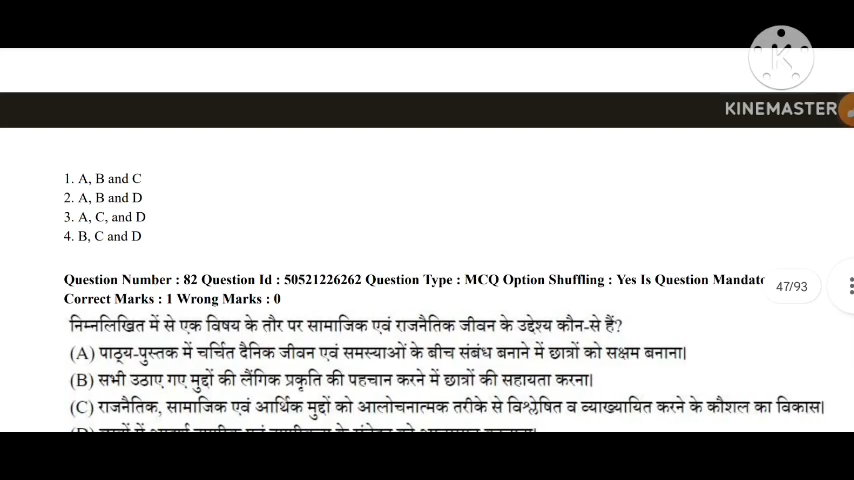 KINEMASTER
1. A, B and C
2. A, B and D
3. A, C, and D
4. B, C and D
Question Number : 82 Question Id : 50521226262 Question Type : MCQ Option Shuffling : Yes Is Question Mandato
47/93
Correct Marks : 1 Wrong Marks : 0
निम्नलिखित में से एक विषय के तौर पर सामाजिक एवं राजनैतिक जीवन के उद्देश्य कौन-से हैं?
(A) पाठ्य-पुस्तक में चर्चित दैनिक जीवन एवं समस्याओं के बीच संबंध बनाने में छात्रों को सक्षम बनाना।
(B) सभी उठाए गए मुद्दों की लैंगिक प्रकृति की पहचान करने में छात्रों की सहायता करना।
(C) राजनैतिक, सामाजिक एवं आर्थिक मुद्दों को आलोचनात्मक तरीके से विश्लेषित व व्याख्यायित करने के कौशल का विकास।